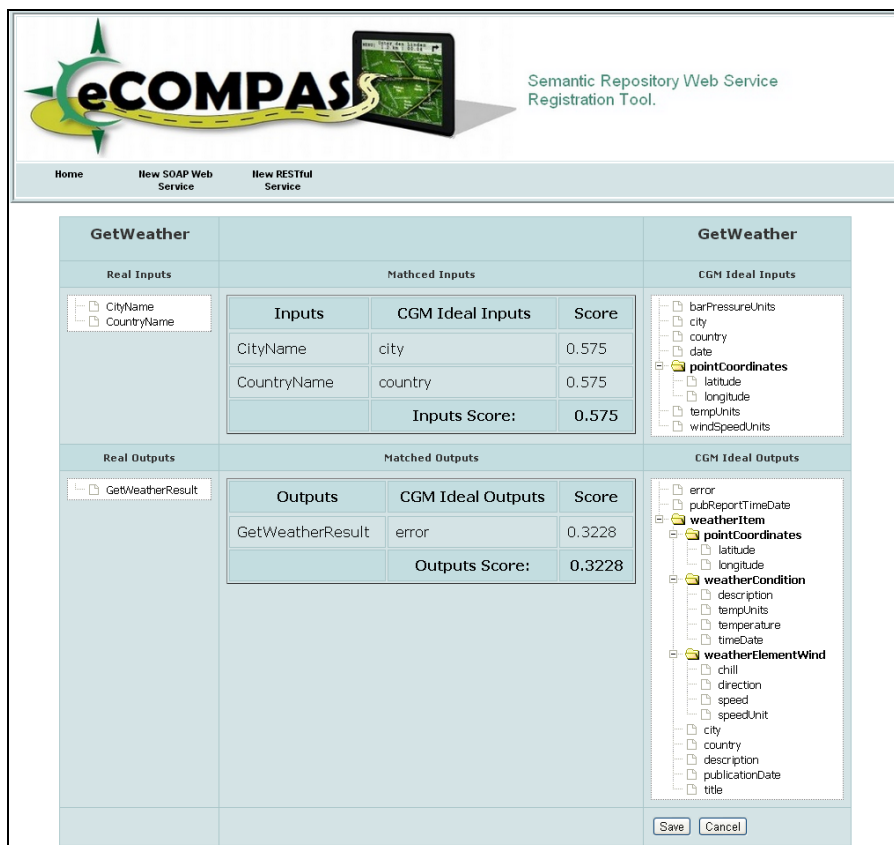 eCOMPASS
Semantic Repository Web Service
Registration Tool.
Home New SOAP Web Service New RESTful Service
GetWeather GetWeather
Real Inputs Mathced Inputs CGM Ideal Inputs
CityName
CountryName
Inputs CGM Ideal Inputs Score
CityName city 0.575
CountryName country 0.575
Inputs Score: 0.575
barPressureUnits
city
country
date
pointCoordinates
latitude
longitude
tempUnits
windSpeedUnits
Real Outputs Matched Outputs CGM Ideal Outputs
GetWeatherResult
Outputs CGM Ideal Outputs Score
GetWeatherResult error 0.3228
Outputs Score: 0.3228
error
pubReportTimeDate
weatherItem
pointCoordinates
latitude
longitude
weatherCondition
description
tempUnits
temperature
timeDate
weatherElementWind
chill
direction
speed
speedUnit
city
country
description
publicationDate
title
Save Cancel